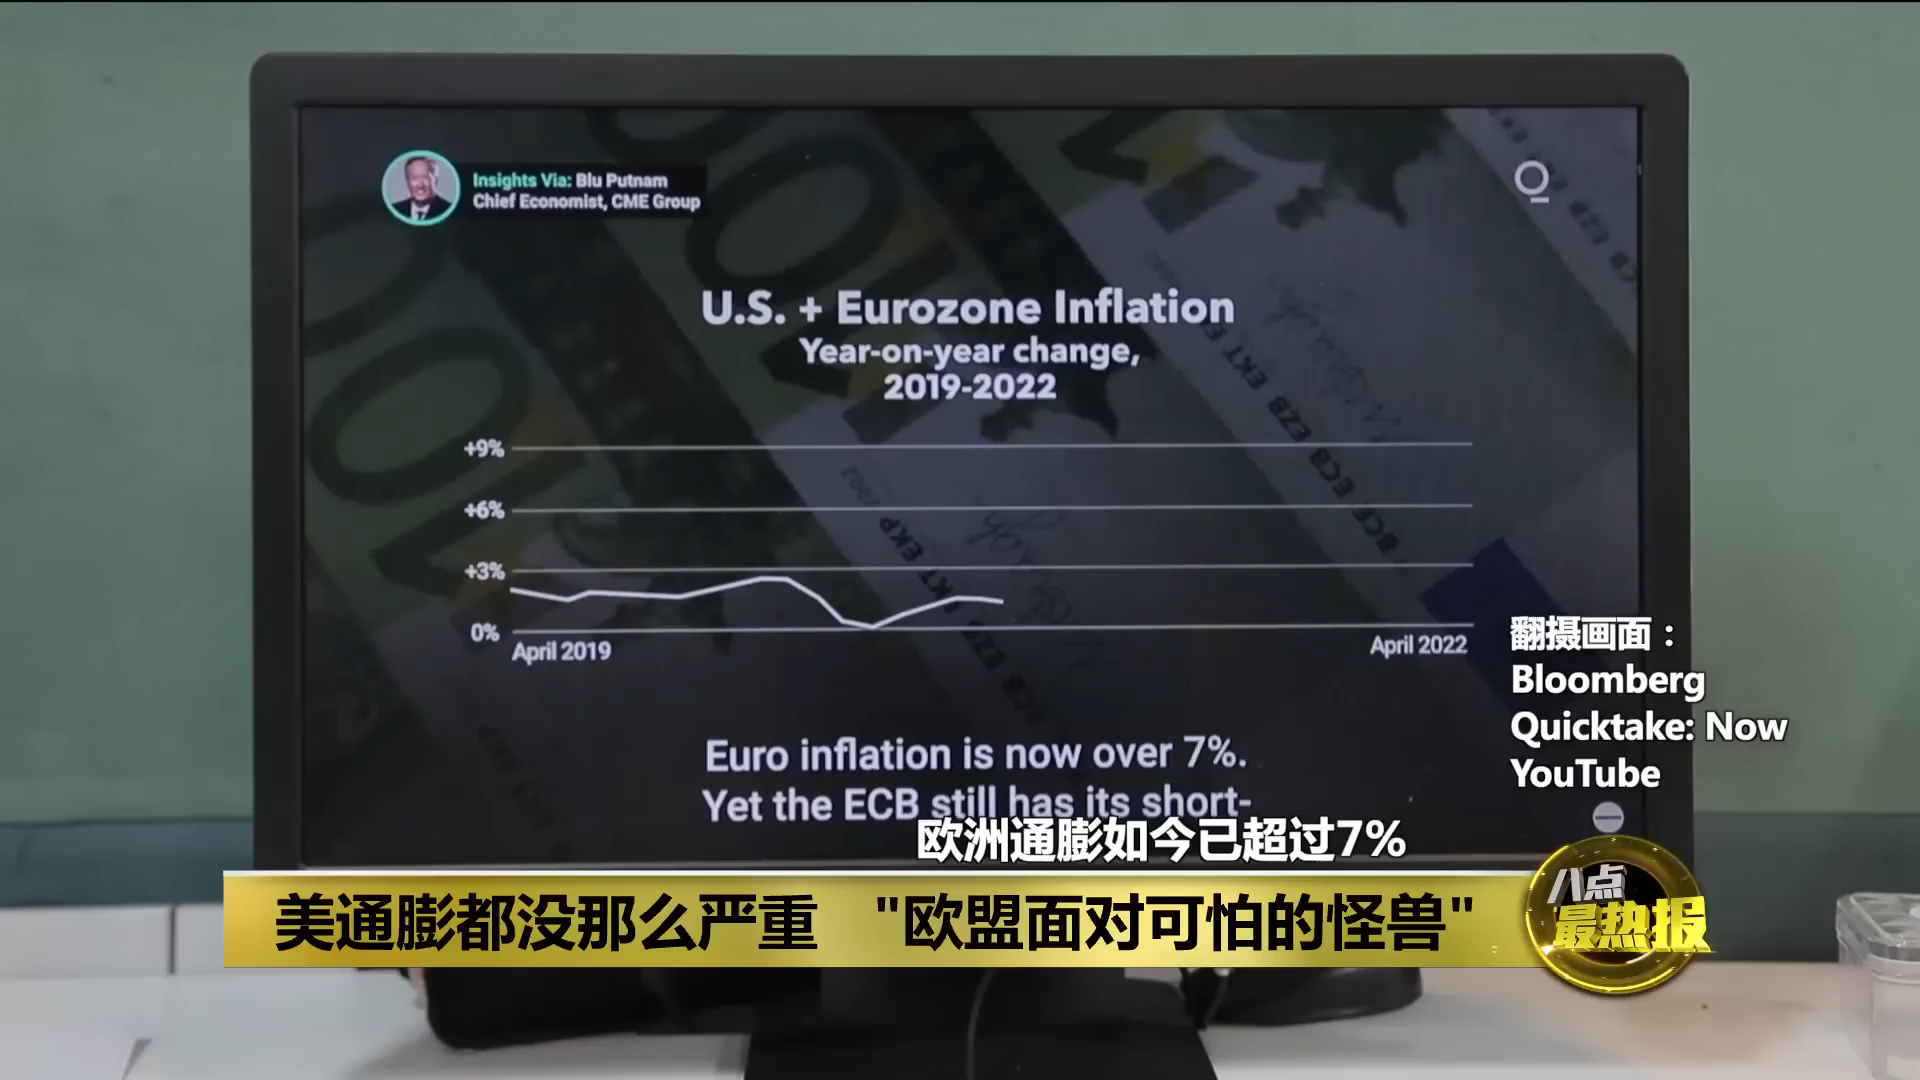 Insights Via: Blu Putnam
Chief Economist, CME Group
U.S. + Eurozone Inflation
Year-on-year change,
2019-2022
+9%
+6%
+3%
0%
April 2019
April 2022
翻摄画面：
Bloomberg
Quicktake: Now
YouTube
Euro inflation is now over 7%.
Yet the ECB still has its short-
欧洲通膨如今已超过7%
美通膨都没那么严重 "欧盟面对可怕的怪兽"
八点
最热报